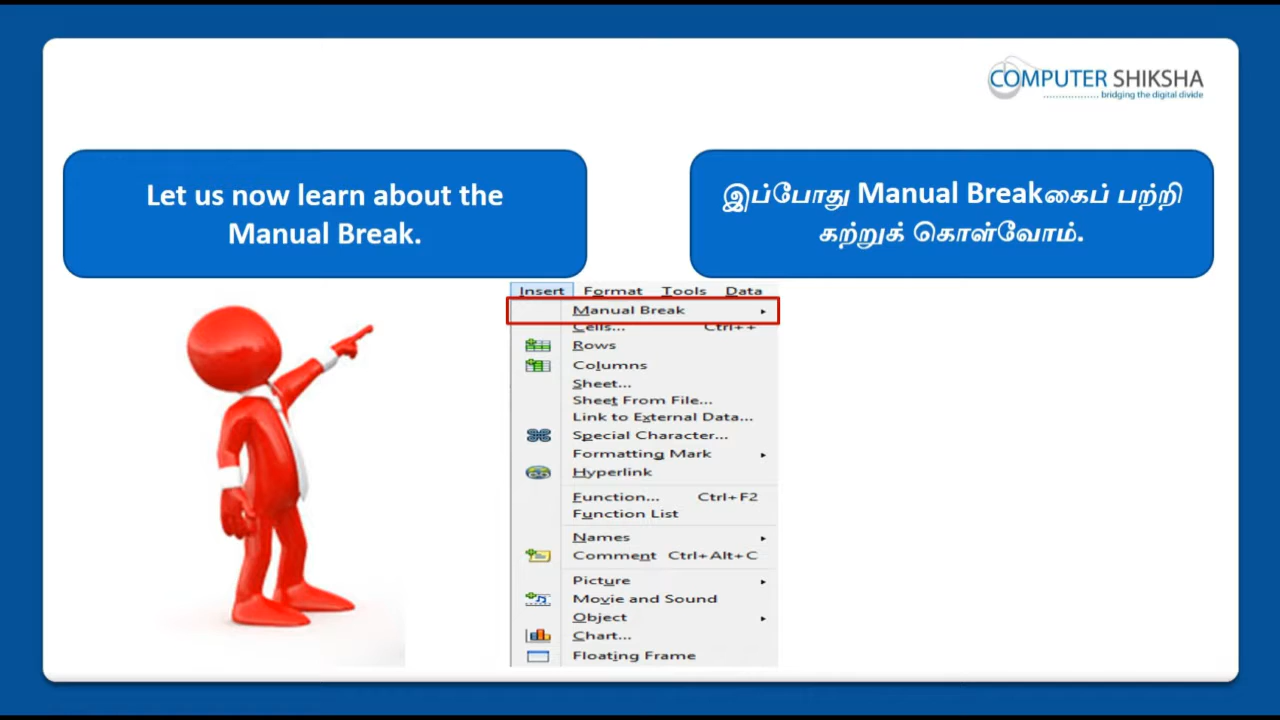 COMPUTER SHIKSHA
.................. bridging the digital divide
Let us now learn about the
Manual Break.
இப்போது Manual Breakகைப் பற்றி
கற்றுக் கொள்வோம்.
Insert Format Tools Data
Manual Break
Cells... Ctrl++
Rows
Columns
Sheet...
Sheet From File...
Link to External Data...
Special Character...
Formatting Mark
Hyperlink
Function... Ctrl+F2
Function List
Names
Comment Ctrl+Alt+C
Picture
Movie and Sound
Object
Chart...
Floating Frame